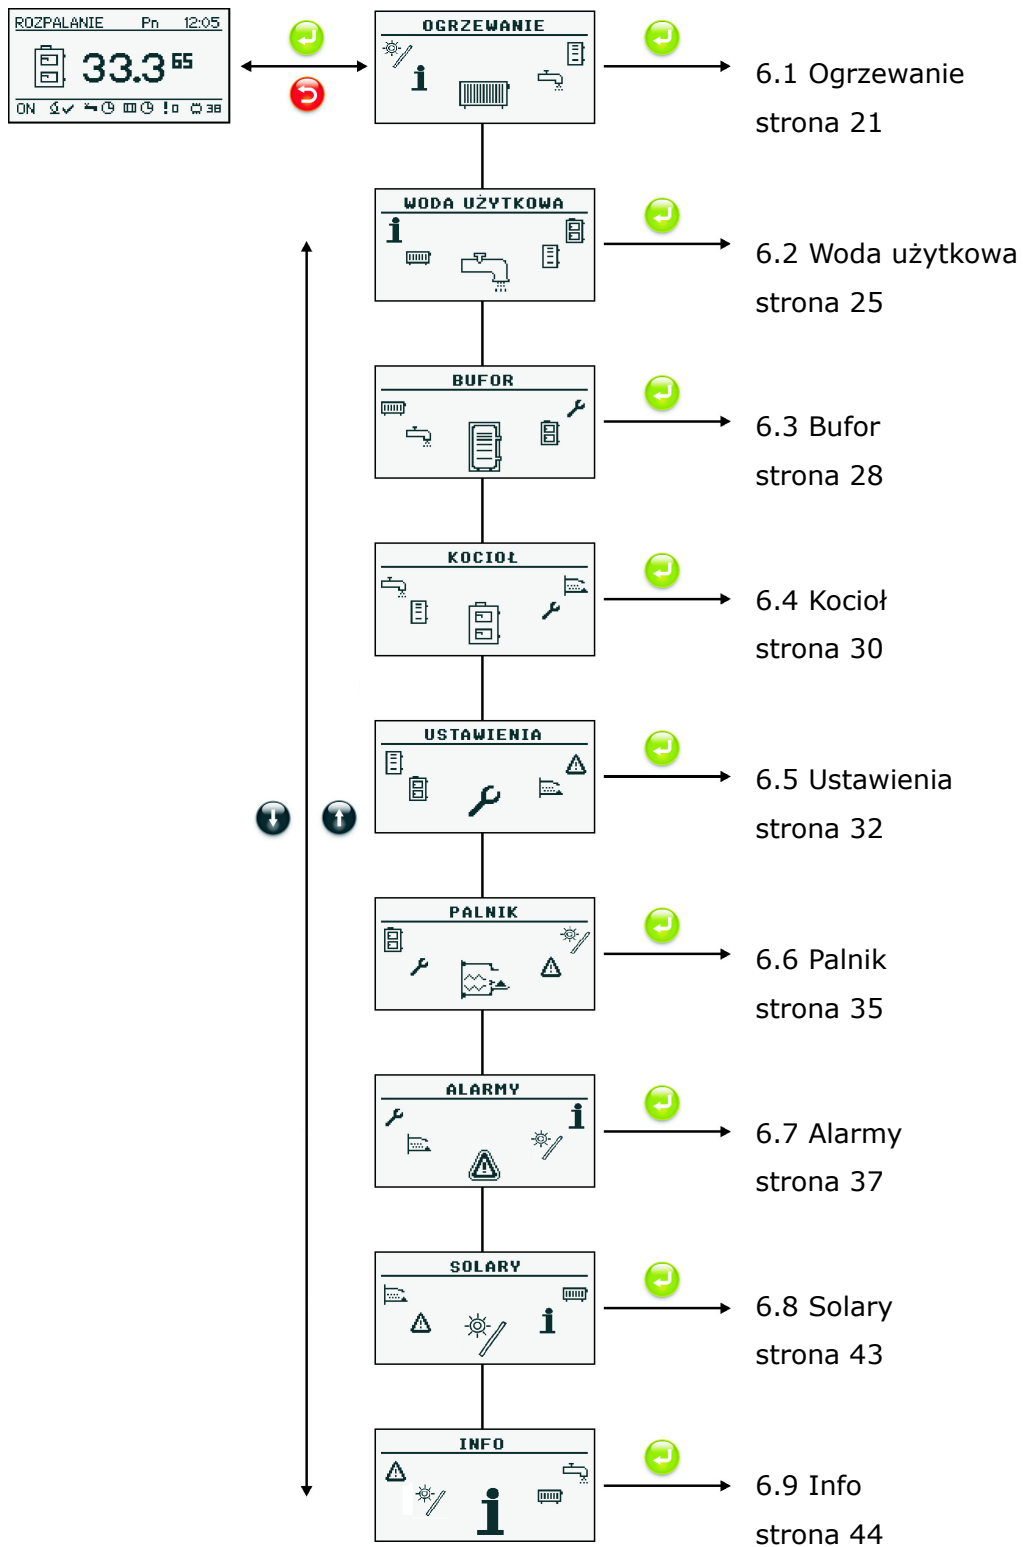 ROZPALANIE Pn 12:05
33.3 65
ON 38
OGRZEWANIE
6.1 Ogrzewanie
strona 21
WODA UŻYTKOWA
6.2 Woda użytkowa
strona 25
BUFOR
6.3 Bufor
strona 28
KOCIOŁ
6.4 Kocioł
strona 30
USTAWIENIA
6.5 Ustawienia
strona 32
PALNIK
6.6 Palnik
strona 35
ALARMY
6.7 Alarmy
strona 37
SOLARY
6.8 Solary
strona 43
INFO
6.9 Info
strona 44